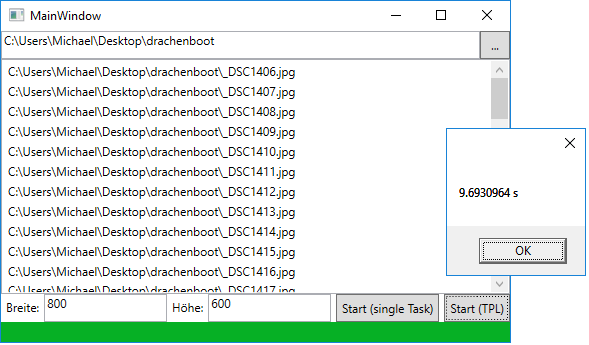 MainWindow
C:\Users\Michael\Desktop\drachenboot
...
C:\Users\Michael\Desktop\drachenboot\_DSC1406.jpg
C:\Users\Michael\Desktop\drachenboot\_DSC1407.jpg
C:\Users\Michael\Desktop\drachenboot\_DSC1408.jpg
C:\Users\Michael\Desktop\drachenboot\_DSC1409.jpg
C:\Users\Michael\Desktop\drachenboot\_DSC1410.jpg
C:\Users\Michael\Desktop\drachenboot\_DSC1411.jpg
C:\Users\Michael\Desktop\drachenboot\_DSC1412.jpg
C:\Users\Michael\Desktop\drachenboot\_DSC1413.jpg
C:\Users\Michael\Desktop\drachenboot\_DSC1414.jpg
C:\Users\Michael\Desktop\drachenboot\_DSC1415.jpg
C:\Users\Michael\Desktop\drachenboot\_DSC1416.jpg
C:\Users\Michael\Desktop\drachenboot\_DSC1417.jpg
Breite: 800 Höhe: 600 Start (single Task) Start (TPL)
9.6930964 s
OK